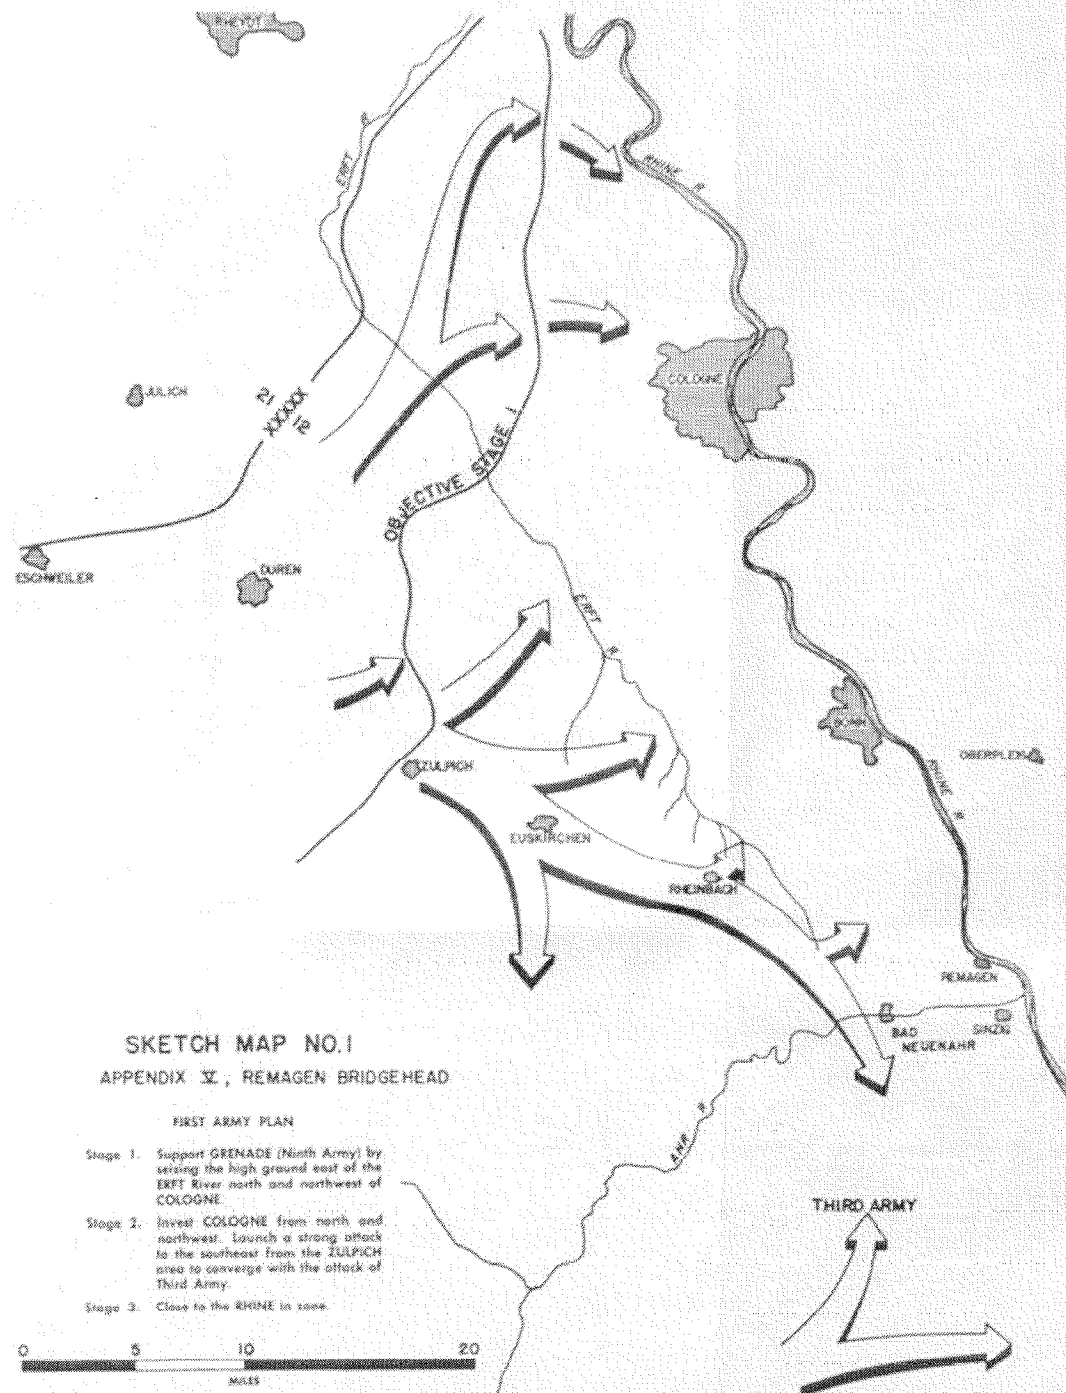 RHEYDT
ERFT R
RHINE R
COLOGNE
JULICH
21
XXXXX
12
OBJECTIVE STAGE 1
ESCHWEILER
DUREN
ERFT R
BONN
OBERPLEIS
RHINE R
ZULPICH
EUSKIRCHEN
RHEINBACH
REMAGEN
BAD
NEUENAHR
SINZIG
AHR R
SKETCH MAP NO. 1
APPENDIX V, REMAGEN BRIDGEHEAD
FIRST ARMY PLAN
Stage 1. Support GRENADE (Ninth Army) by
seizing the high ground east of the
ERFT River north and northwest of
COLOGNE.
Stage 2. Invest COLOGNE from north and
northwest. Launch a strong attack
to the southeast from the ZULPICH
area to converge with the attack of
Third Army.
Stage 3. Close to the RHINE in zone.
THIRD ARMY
0 5 10 20
MILES